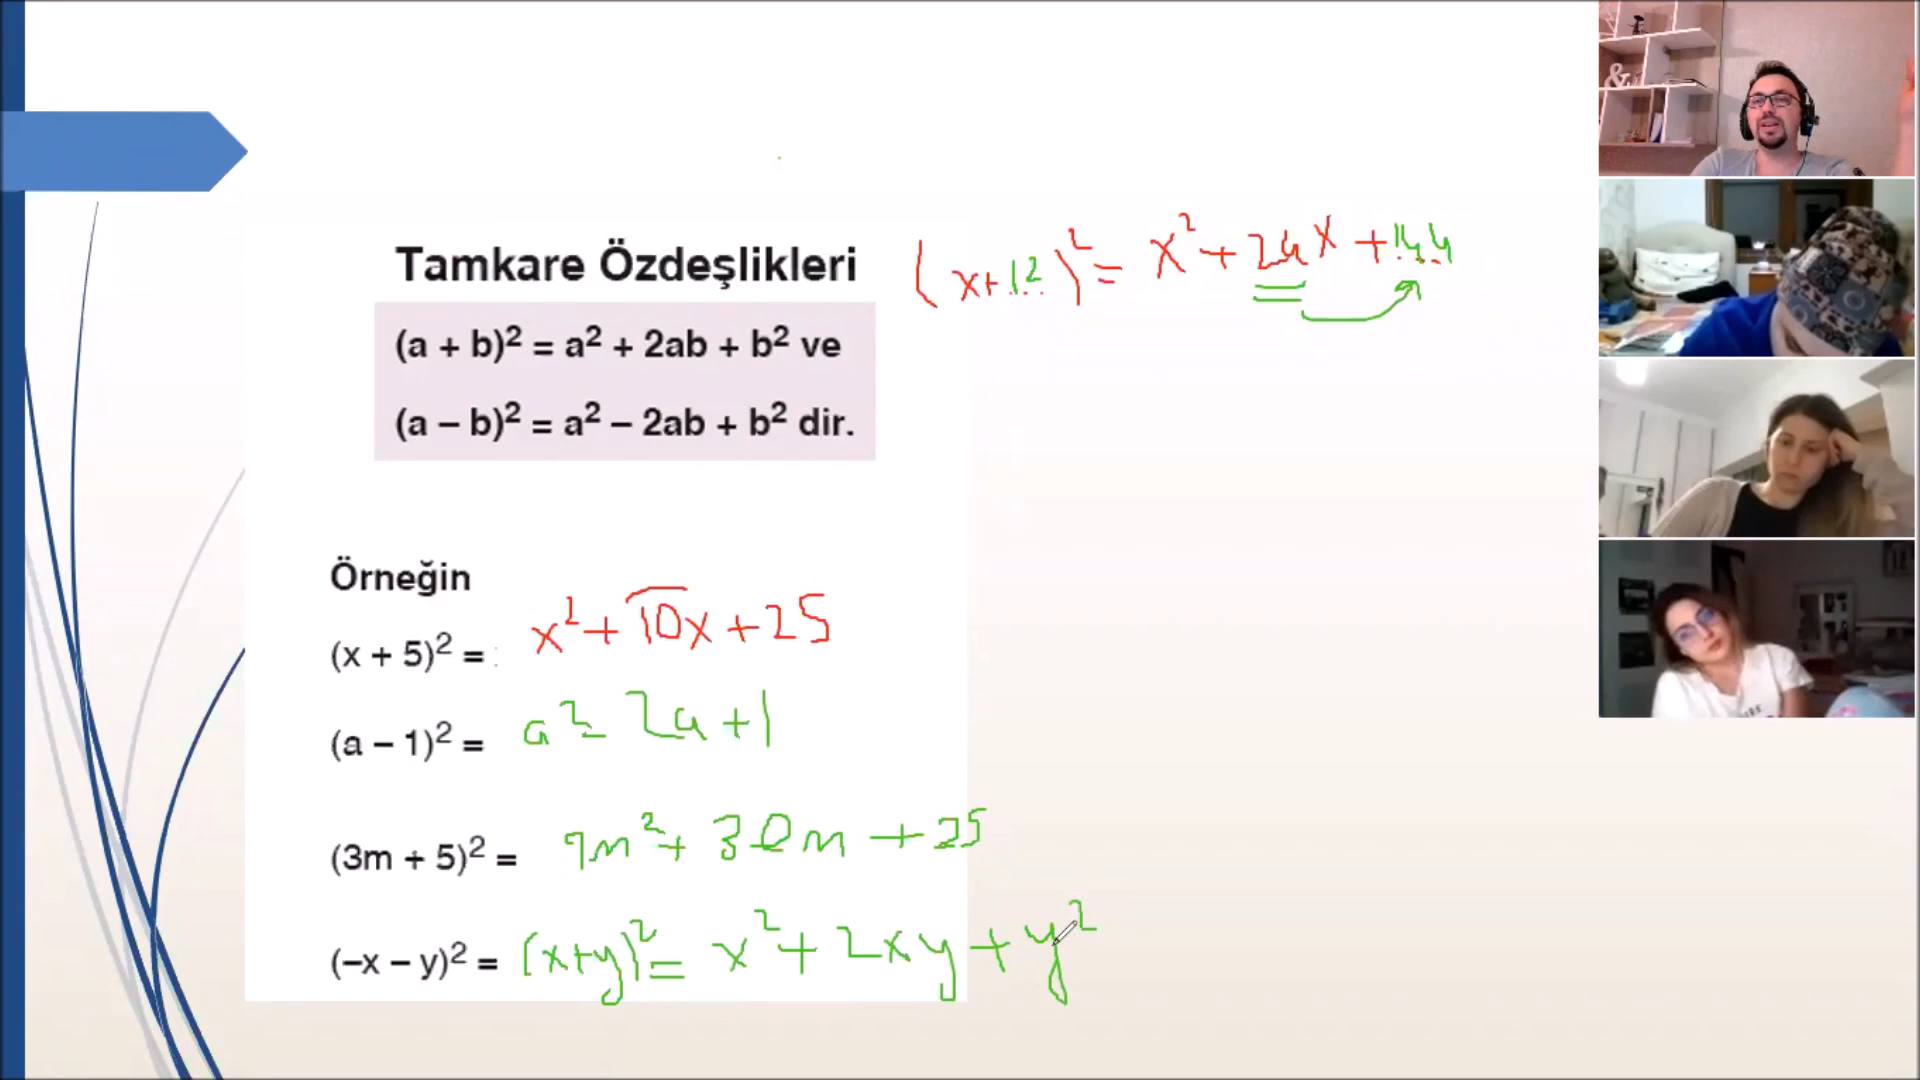 Tamkare Özdeşlikleri
(a + b)² = a² + 2ab + b² ve
(a – b)² = a² – 2ab + b² dir.
(x+12)² = x² + 24x + 144
Örneğin
(x + 5)² = x² + 10x + 25
(a – 1)² = a² - 2a + 1
(3m + 5)² = 9m² + 30m + 25
(–x – y)² = (x+y)² = x² + 2xy + y²
&